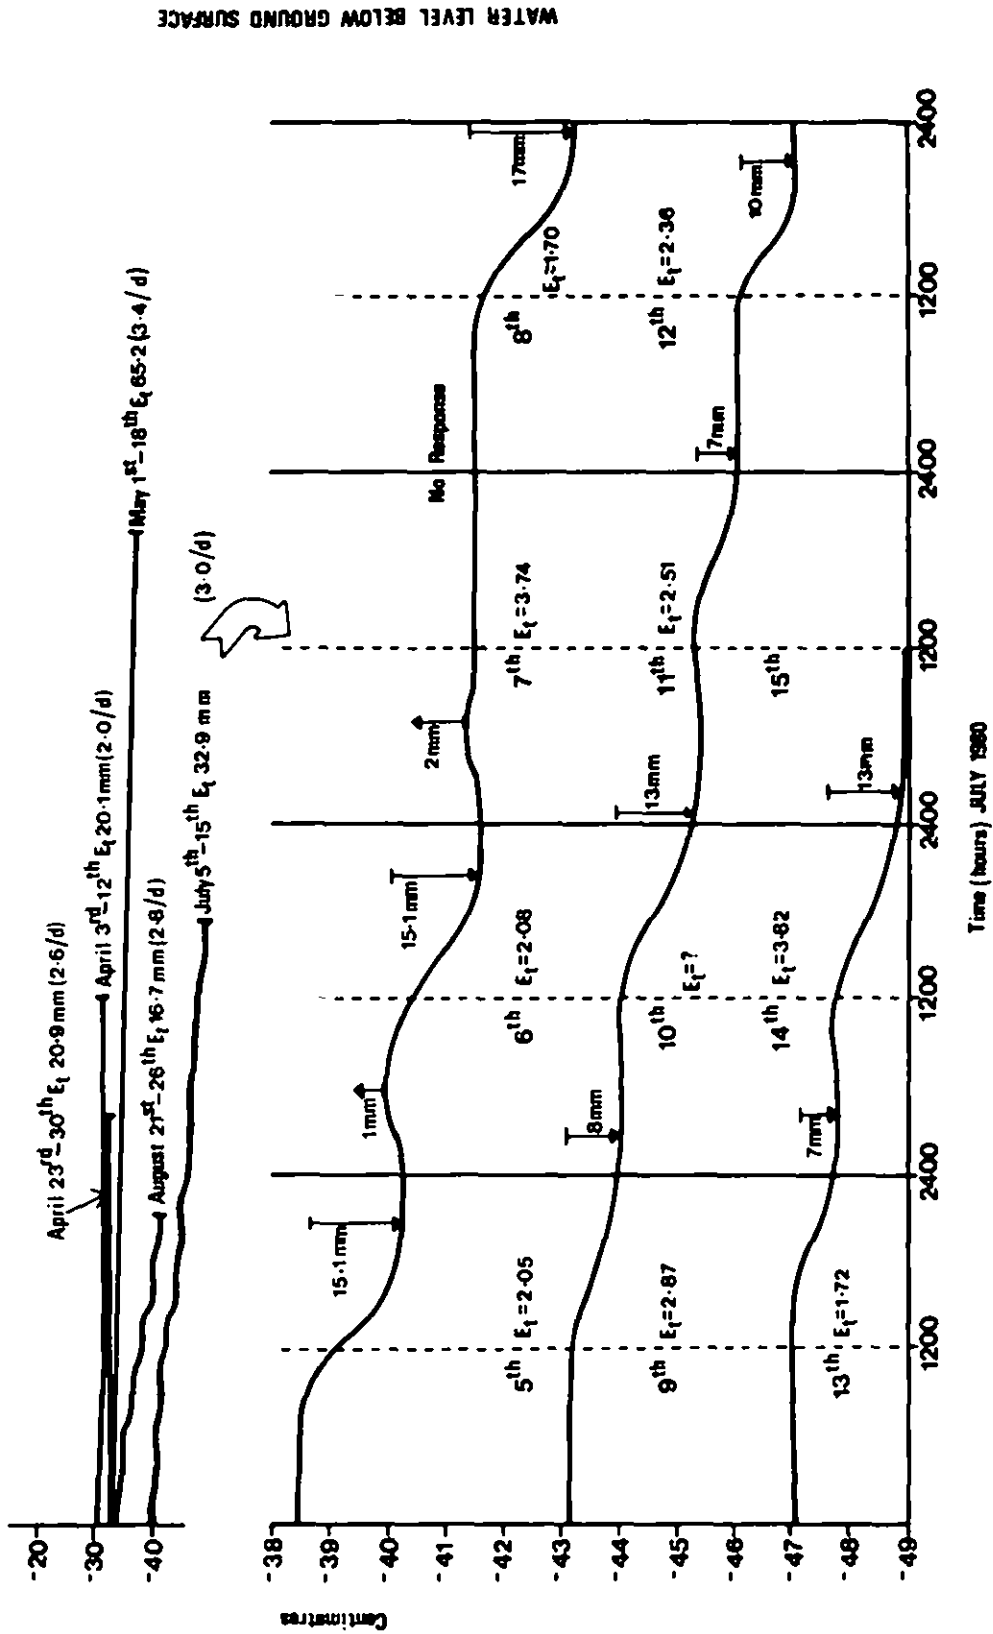 WATER LEVEL BELOW GROUND SURFACE
Centimetres
-20
-30
-40
April 23rd–30th Et 20·9mm (2·6/d)
April 3rd–12th Et 20·1mm (2·0/d)
August 21st–26th Et 16·7 mm (2·8/d)
May 1st–18th Et 65·2 (3·4/d)
July 5th–15th Et 32·9 mm
(3·0/d)
-38
-40
-42
-43
-44
-45
-46
-47
-48
-49
15·1mm
1mm
15·1mm
2mm
No Response
17mm
5th Et=2·05
6th Et=2·08
7th Et=3·74
8th Et=1·70
8mm
13mm
7mm
10mm
9th Et=2·87
10th Et=?
11th Et=2·51
12th Et=2·36
7mm
13mm
13th Et=1·72
14th Et=3·82
15th
1200
2400
1200
2400
1200
2400
1200
2400
Time (hours) JULY 1980